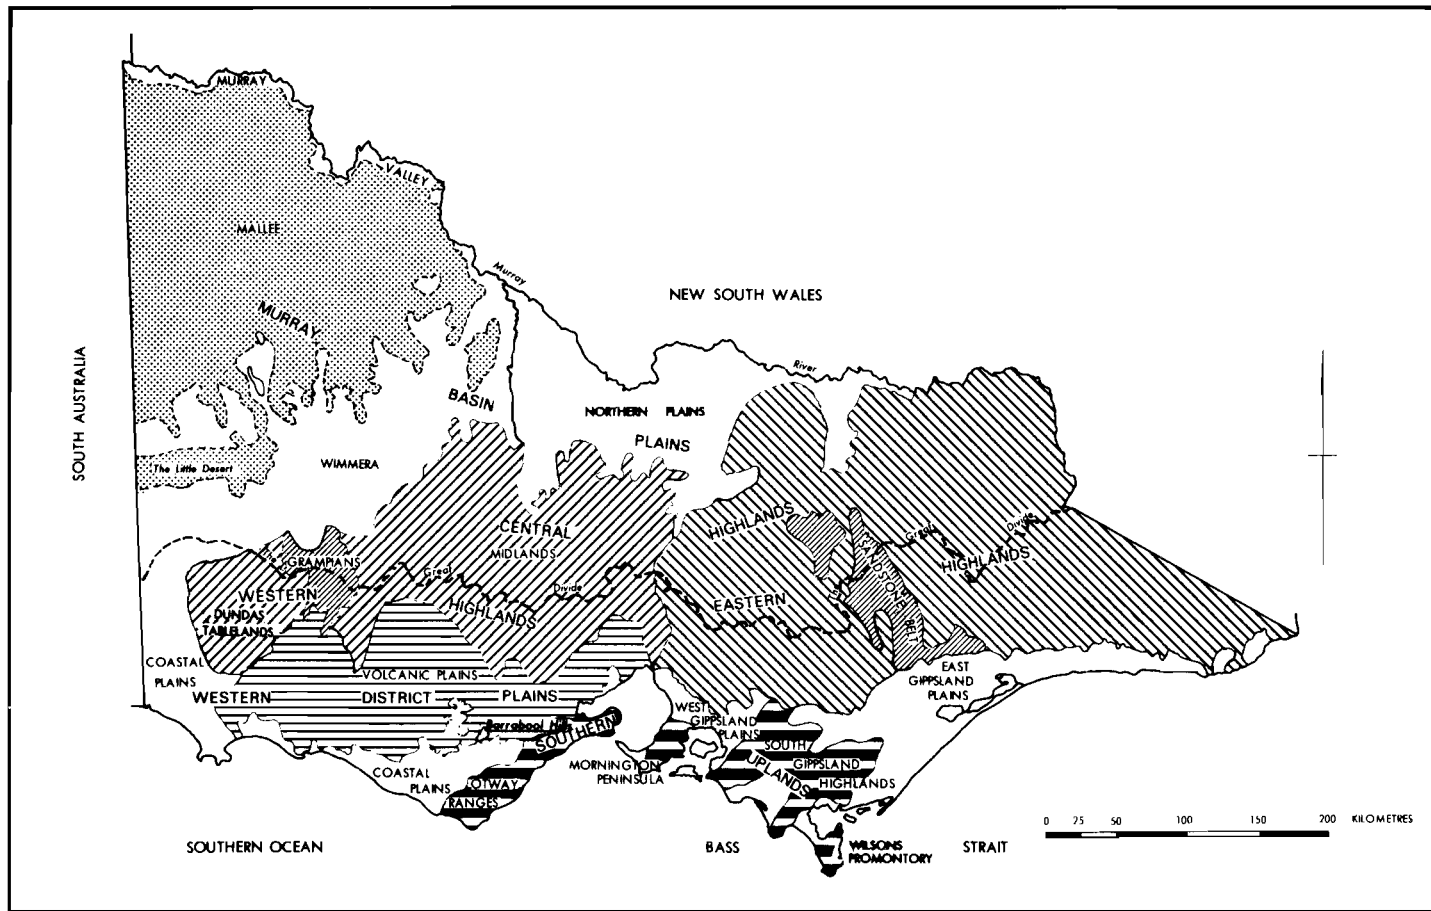 MURRAY
VALLEY
MALLEE
Murray
NEW SOUTH WALES
MURRAY
SOUTH AUSTRALIA
River
BASIN
NORTHERN PLAINS
PLAINS
The Little Desert
WIMMERA
CENTRAL
MIDLANDS
HIGHLANDS
SANDSTONE BELT
Great
Divide
HIGHLANDS
GRAMPIANS
Great
Divide
WESTERN
HIGHLANDS
EASTERN
DUNDAS
TABLELANDS
COASTAL
PLAINS
VOLCANIC PLAINS
EAST
GIPPSLAND
PLAINS
WESTERN DISTRICT PLAINS
WEST
GIPPSLAND
PLAINS
Barrabool Hills
SOUTHERN
SOUTH
GIPPSLAND
HIGHLANDS
UPLANDS
MORNINGTON
PENINSULA
COASTAL
PLAINS
OTWAY
RANGES
0 25 50 100 150 200 KILOMETRES
SOUTHERN OCEAN
BASS
STRAIT
WILSONS
PROMONTORY